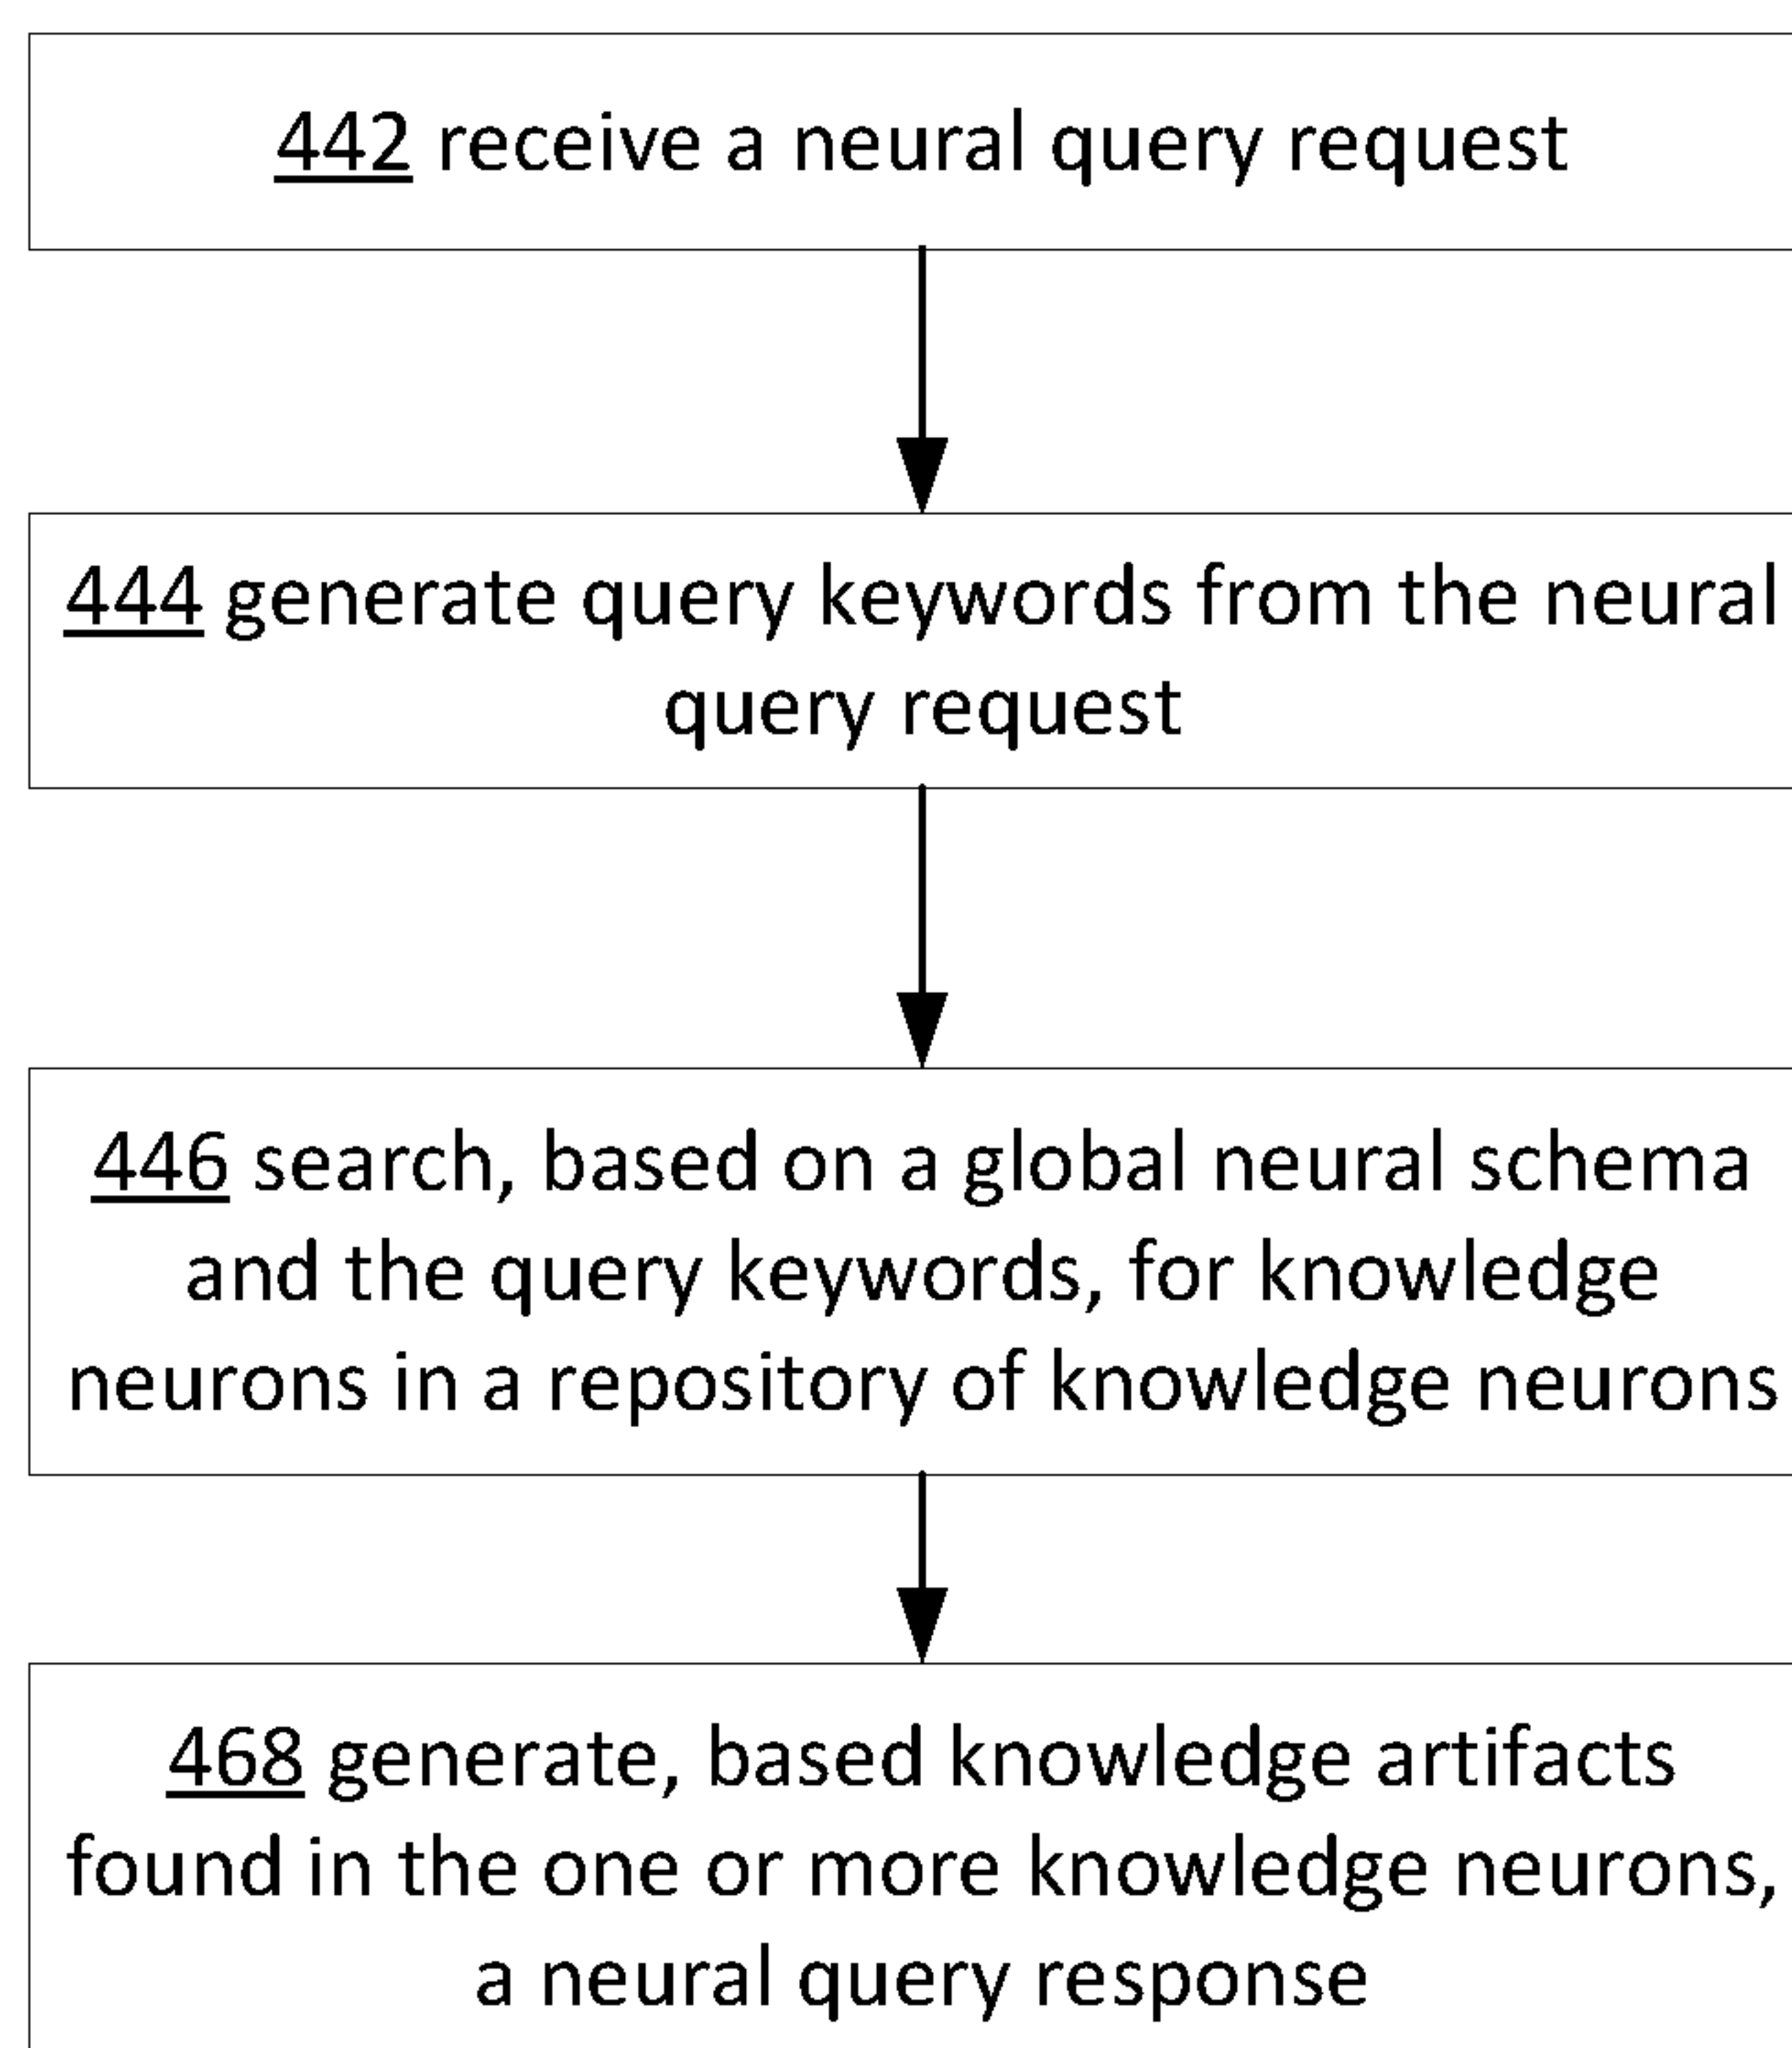 442 receive a neural query request
444 generate query keywords from the neural
query request
446 search, based on a global neural schema
and the query keywords, for knowledge
neurons in a repository of knowledge neurons
468 generate, based knowledge artifacts
found in the one or more knowledge neurons,
a neural query response